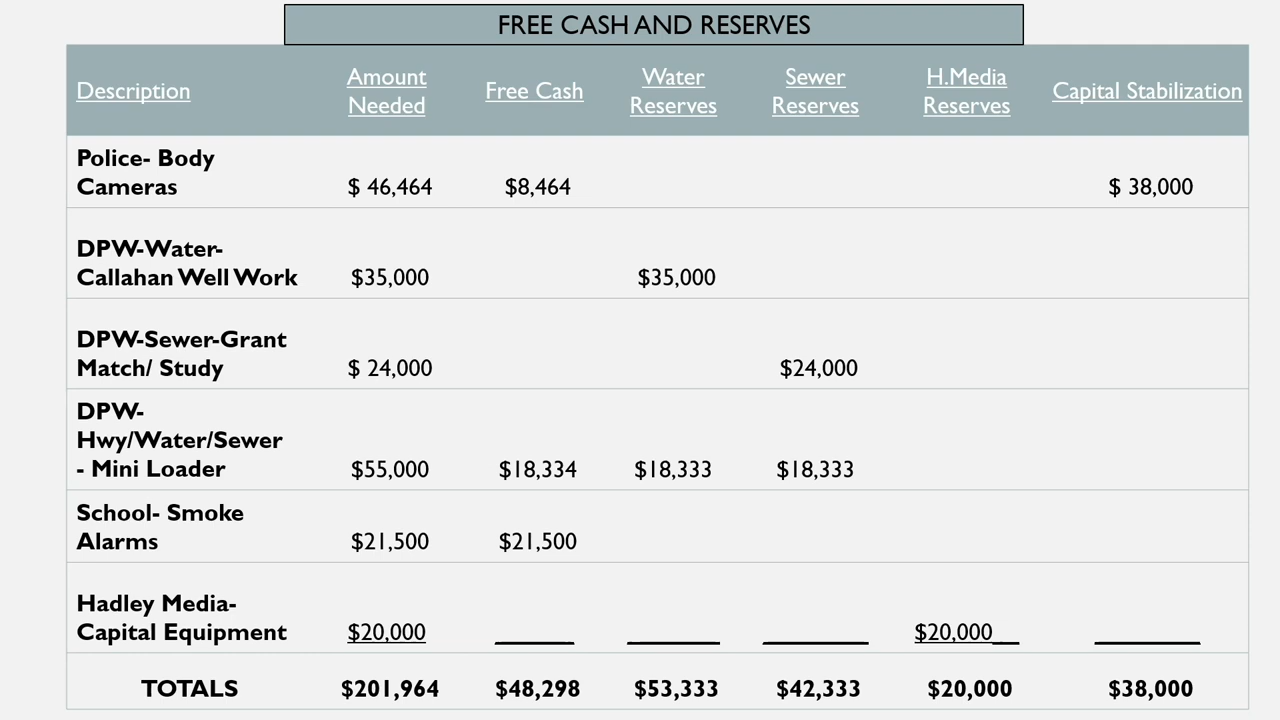 FREE CASH AND RESERVES
Description Amount Needed Free Cash Water Reserves Sewer Reserves H.Media Reserves Capital Stabilization
Police- Body
Cameras $ 46,464 $8,464 $ 38,000
DPW-Water-
Callahan Well Work $35,000 $35,000
DPW-Sewer-Grant
Match/ Study $ 24,000 $24,000
DPW-
Hwy/Water/Sewer
- Mini Loader $55,000 $18,334 $18,333 $18,333
School- Smoke
Alarms $21,500 $21,500
Hadley Media-
Capital Equipment $20,000 $20,000
TOTALS $201,964 $48,298 $53,333 $42,333 $20,000 $38,000